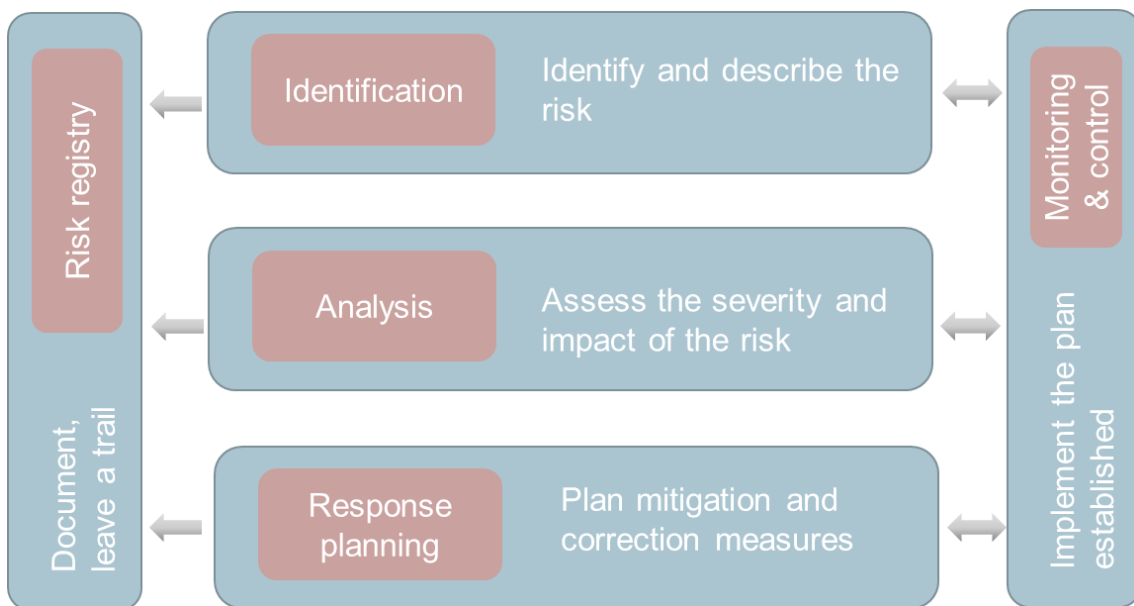 Risk registry
Document,
leave a trail
Identification
Identify and describe the
risk
Analysis
Assess the severity and
impact of the risk
Response
planning
Plan mitigation and
correction measures
Monitoring
& control
Implement the plan
established